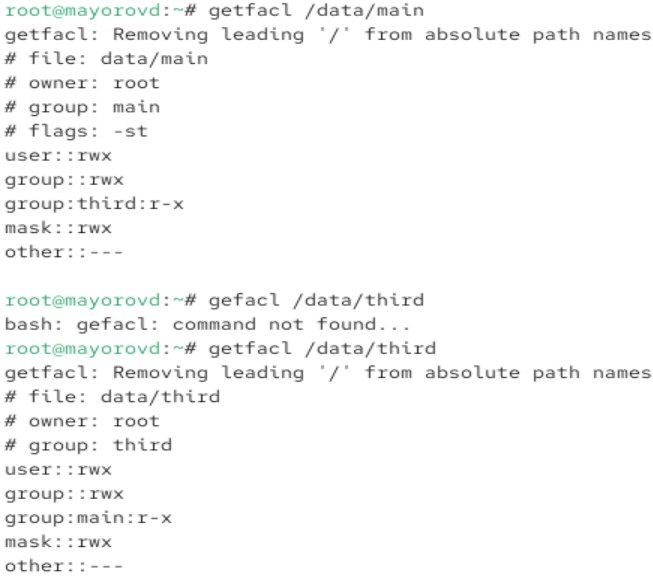 root@mayorovd:~# getfacl /data/main
getfacl: Removing leading '/' from absolute path names
# file: data/main
# owner: root
# group: main
# flags: -st
user::rwx
group::rwx
group:third:r-x
mask::rwx
other::---

root@mayorovd:~# gefacl /data/third
bash: gefacl: command not found...
root@mayorovd:~# getfacl /data/third
getfacl: Removing leading '/' from absolute path names
# file: data/third
# owner: root
# group: third
user::rwx
group::rwx
group:main:r-x
mask::rwx
other::---